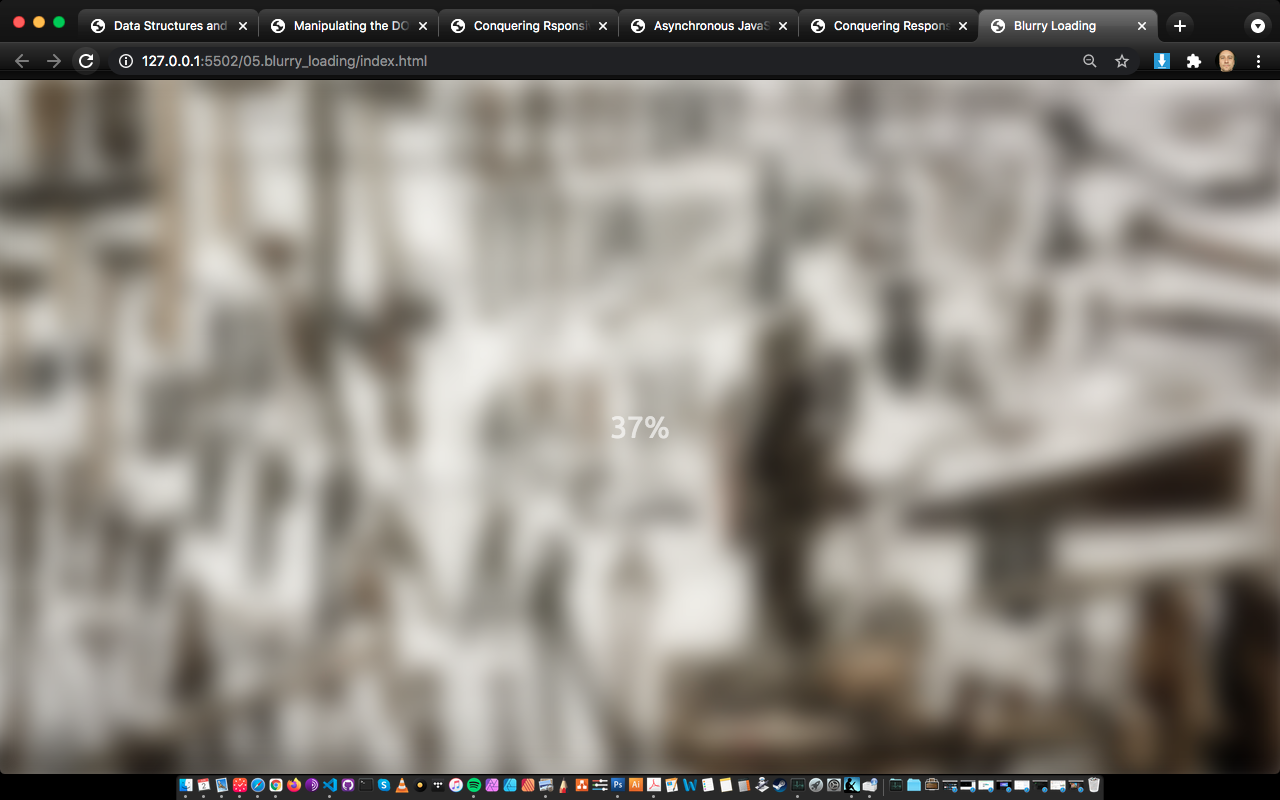 Data Structures and
Manipulating the DO
Conquering Rsponsi
Asynchronous JavaS
Conquering Respons
Blurry Loading
127.0.0.1:5502/05.blurry_loading/index.html
37%